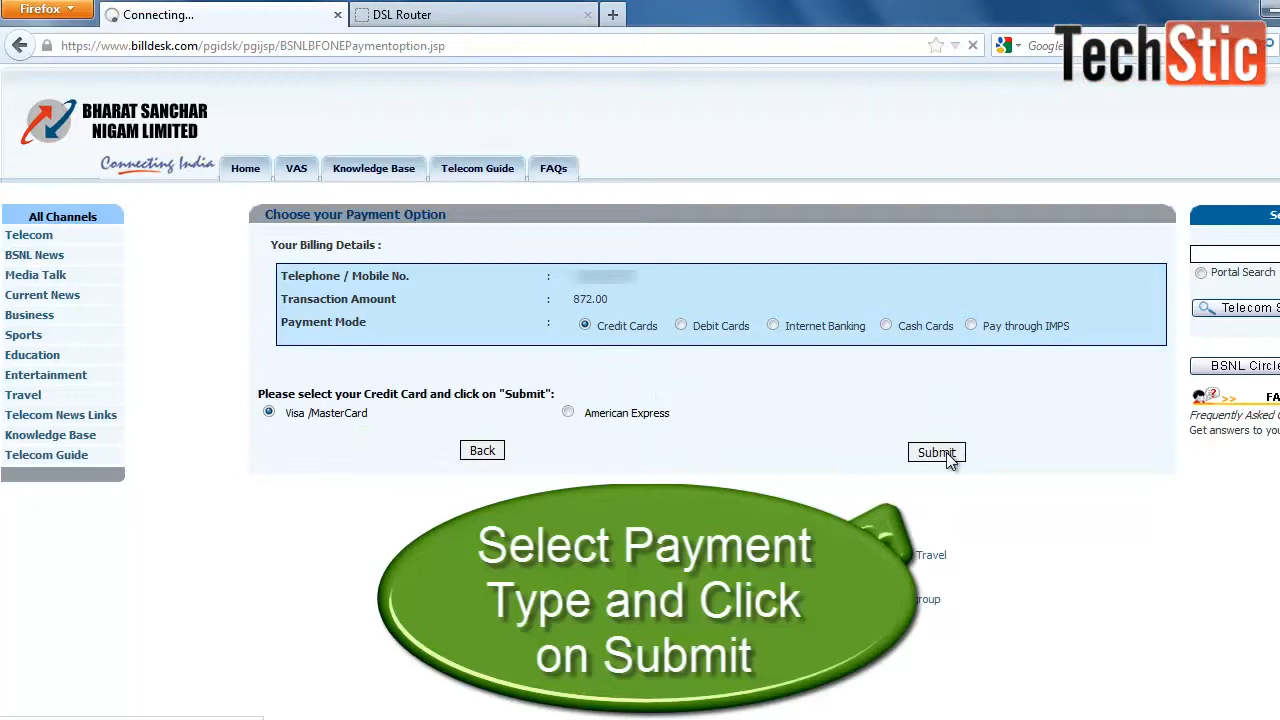 Firefox
Connecting...
DSL Router
https://www.billdesk.com/pgidsk/pgijsp/BSNLBFONEPaymentoption.jsp
Google
TechStic
BHARAT SANCHAR
NIGAM LIMITED
Connecting India
Home
VAS
Knowledge Base
Telecom Guide
FAQs
All Channels
Telecom
BSNL News
Media Talk
Current News
Business
Sports
Education
Entertainment
Travel
Telecom News Links
Knowledge Base
Telecom Guide
Choose your Payment Option
Your Billing Details :
Telephone / Mobile No. :
Transaction Amount : 872.00
Payment Mode : Credit Cards Debit Cards Internet Banking Cash Cards Pay through IMPS
Please select your Credit Card and click on "Submit":
Visa /MasterCard American Express
Back Submit
Portal Search
Telecom S
BSNL Circle
>> FA
Frequently Asked
Get answers to you
Travel
group
Select Payment
Type and Click
on Submit